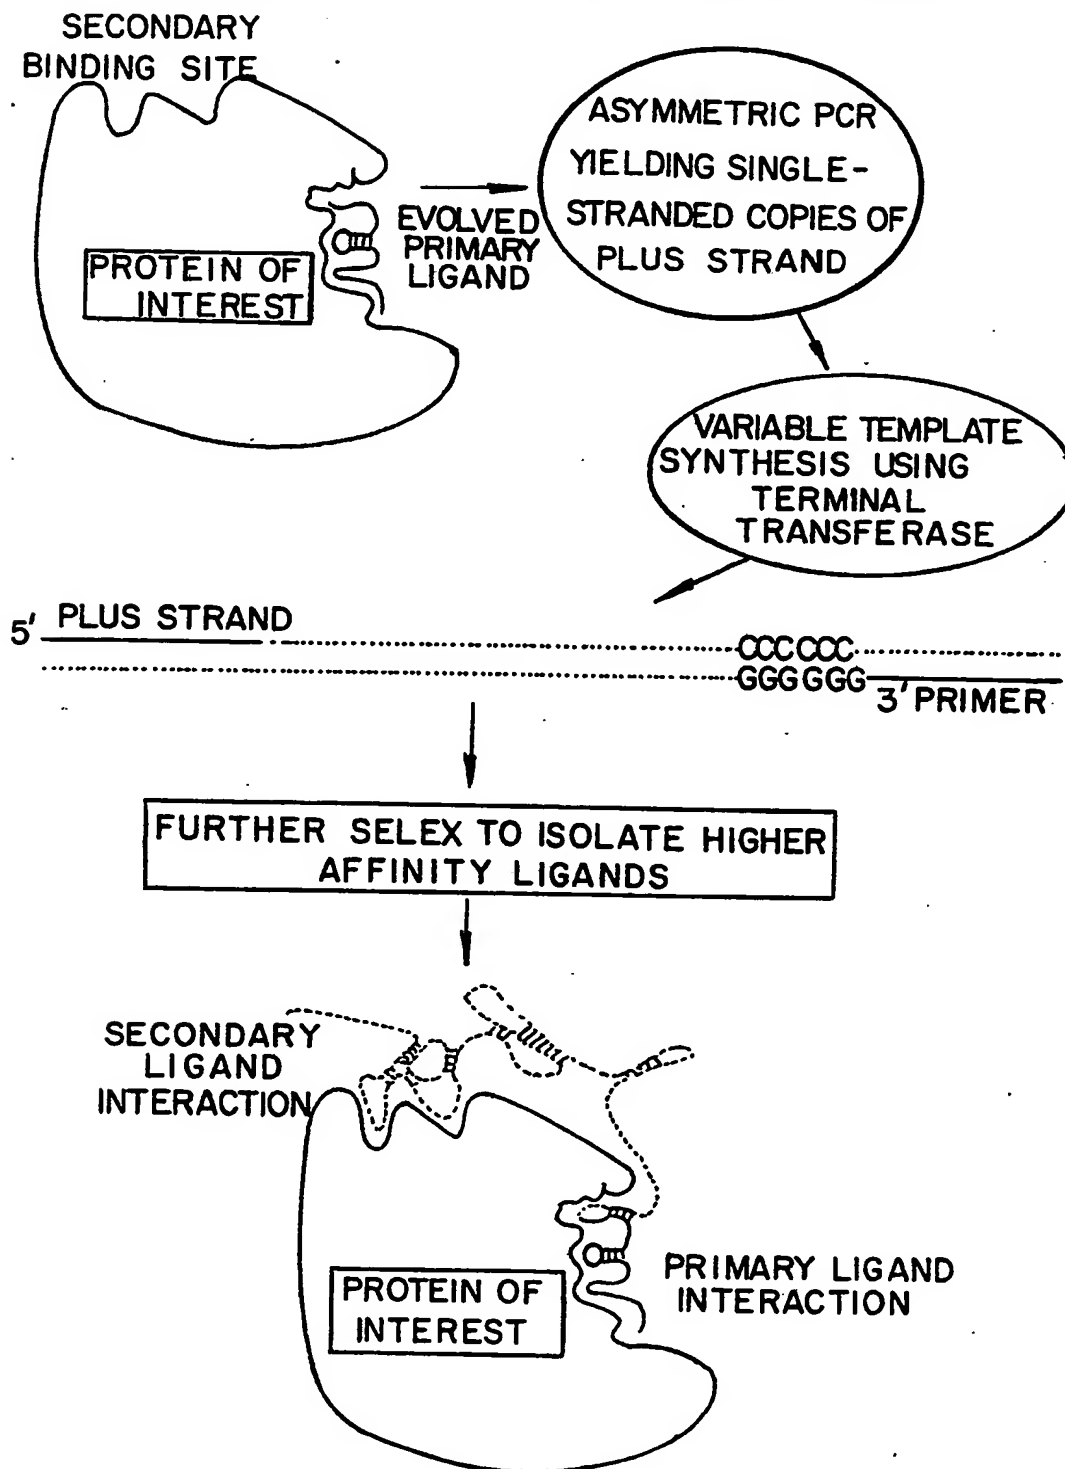 SECONDARY
BINDING SITE
ASYMMETRIC PCR
YIELDING SINGLE-
STRANDED COPIES OF
PLUS STRAND
EVOLVED
PRIMARY
LIGAND
PROTEIN OF
INTEREST
VARIABLE TEMPLATE
SYNTHESIS USING
TERMINAL
TRANSFERASE
5' PLUS STRAND
CCCCCC
GGGGGG
3' PRIMER
FURTHER SELEX TO ISOLATE HIGHER
AFFINITY LIGANDS
SECONDARY
LIGAND
INTERACTION
PRIMARY LIGAND
INTERACTION
PROTEIN OF
INTEREST